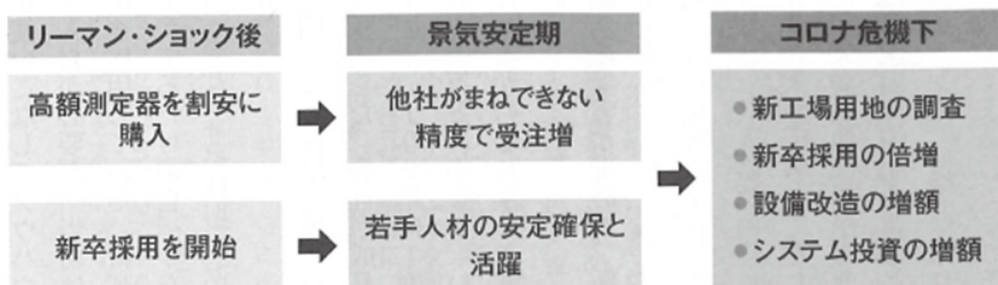 リーマン・ショック後
高額測定器を割安に
購入
新卒採用を開始
景気安定期
他社がまねできない
精度で受注増
若手人材の安定確保と
活躍
コロナ危機下
●新工場用地の調査
●新卒採用の倍増
●設備改造の増額
●システム投資の増額